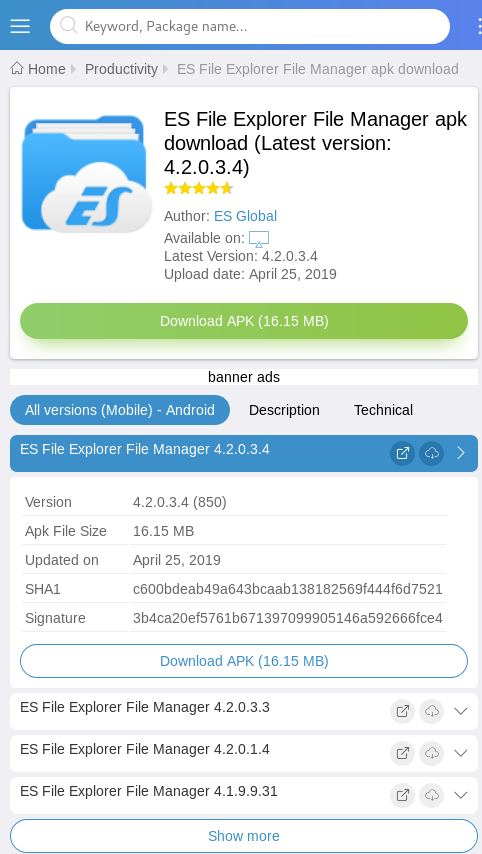 Keyword, Package name...
Home Productivity ES File Explorer File Manager apk download
ES File Explorer File Manager apk
download (Latest version:
4.2.0.3.4)
ES
Author: ES Global
Available on:
Latest Version: 4.2.0.3.4
Upload date: April 25, 2019
Download APK (16.15 MB)
banner ads
All versions (Mobile) - Android Description Technical
ES File Explorer File Manager 4.2.0.3.4
Version 4.2.0.3.4 (850)
Apk File Size 16.15 MB
Updated on April 25, 2019
SHA1 c600bdeab49a643bcaab138182569f444f6d7521
Signature 3b4ca20ef5761b671397099905146a592666fce4
Download APK (16.15 MB)
ES File Explorer File Manager 4.2.0.3.3
ES File Explorer File Manager 4.2.0.1.4
ES File Explorer File Manager 4.1.9.9.31
Show more